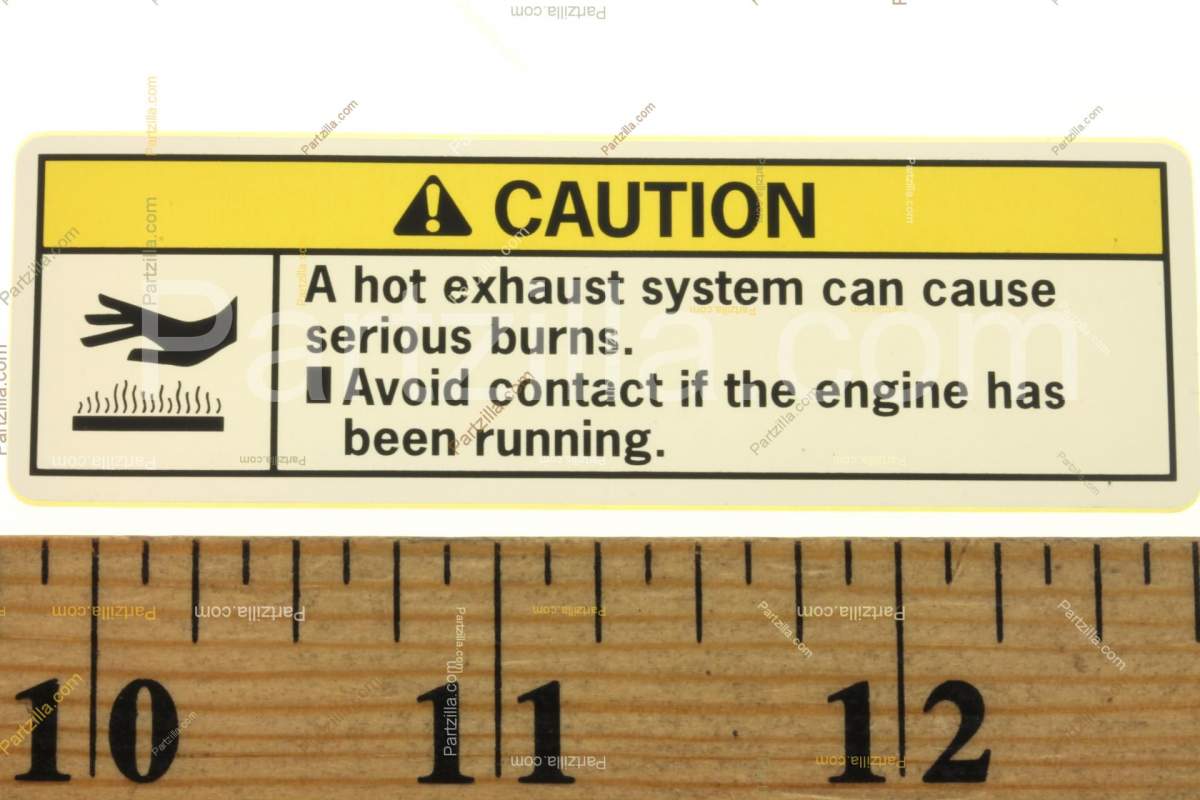 CAUTION
A hot exhaust system can cause
serious burns.
Avoid contact if the engine has
been running.
Partzilla.com
10 11 12